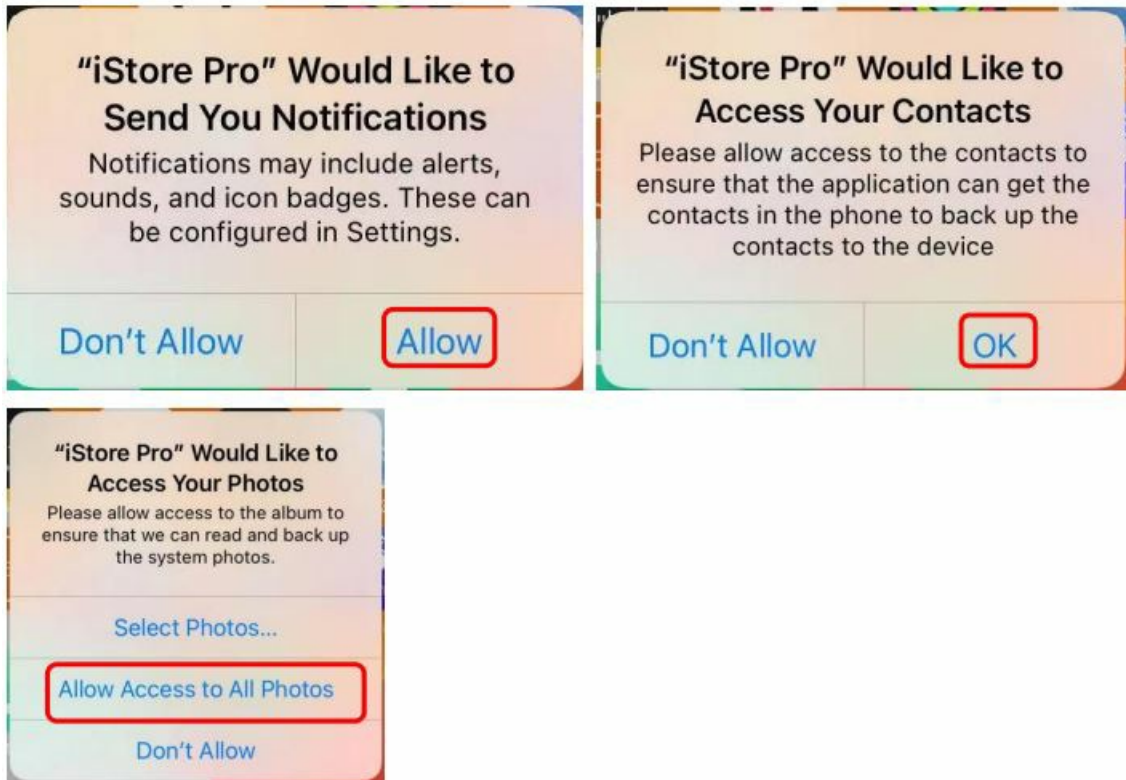 “iStore Pro” Would Like to
Send You Notifications
Notifications may include alerts,
sounds, and icon badges. These can
be configured in Settings.
Don’t Allow
Allow
“iStore Pro” Would Like to
Access Your Contacts
Please allow access to the contacts to
ensure that the application can get the
contacts in the phone to back up the
contacts to the device
Don’t Allow
OK
“iStore Pro” Would Like to
Access Your Photos
Please allow access to the album to
ensure that we can read and back up
the system photos.
Select Photos...
Allow Access to All Photos
Don’t Allow